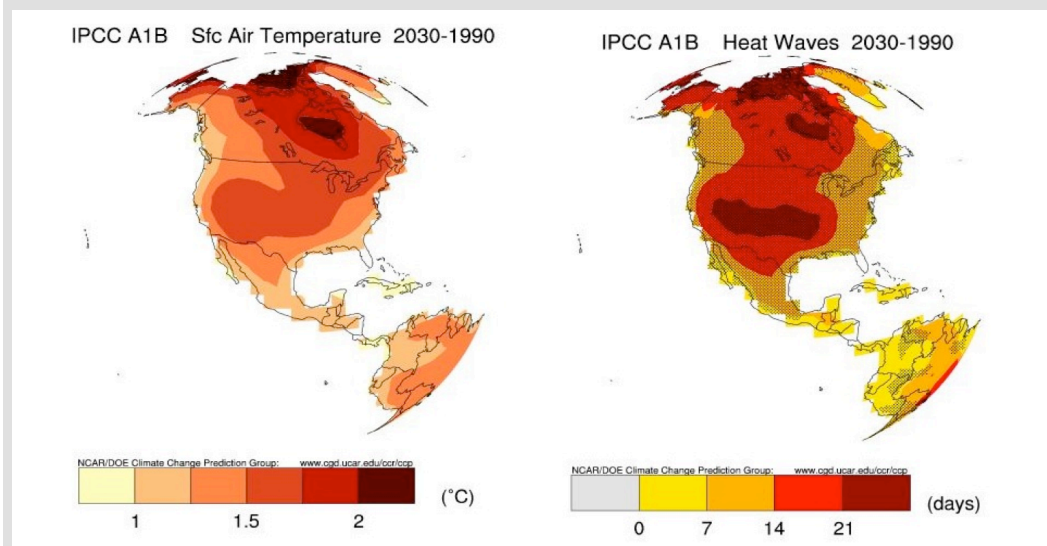 IPCC A1B Sfc Air Temperature 2030-1990
NCAR/DOE Climate Change Prediction Group: www.cgd.ucar.edu/ccr/ccp
(°C)
1 1.5 2
IPCC A1B Heat Waves 2030-1990
NCAR/DOE Climate Change Prediction Group: www.cgd.ucar.edu/ccr/ccp
(days)
0 7 14 21